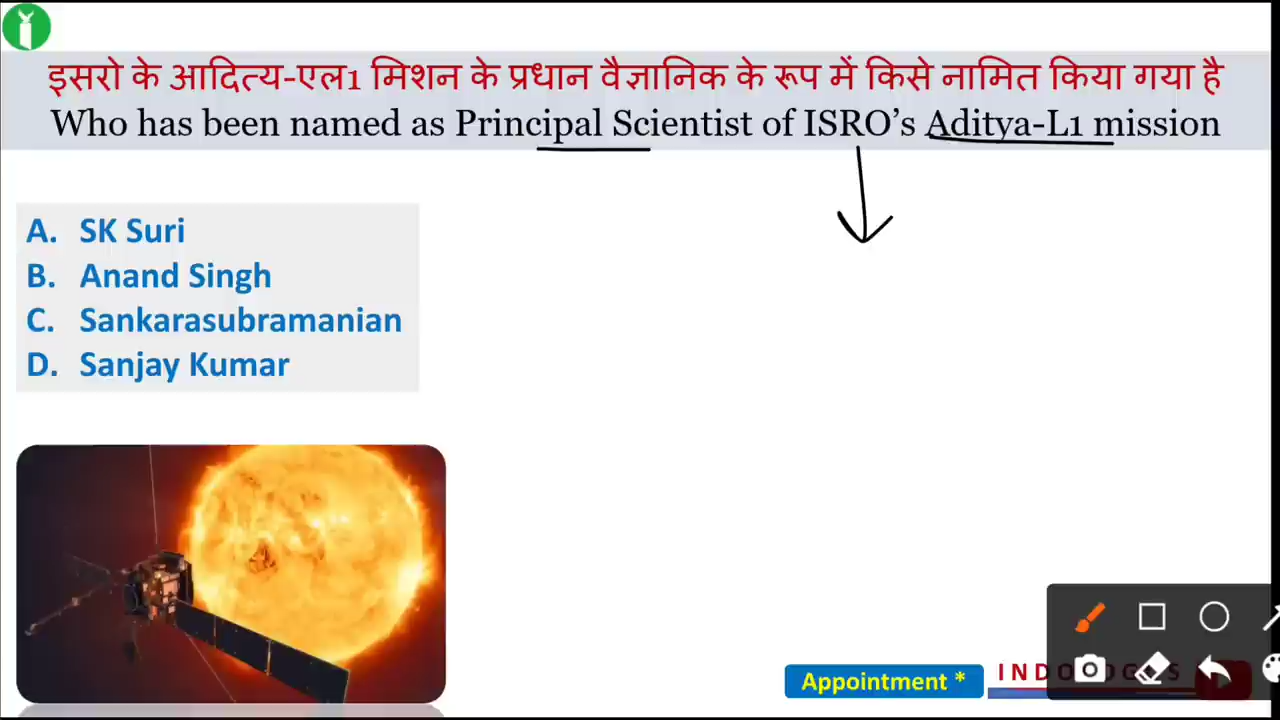 इसरो के आदित्य-एल1 मिशन के प्रधान वैज्ञानिक के रूप में किसे नामित किया गया है
Who has been named as Principal Scientist of ISRO’s Aditya-L1 mission
A. SK Suri
B. Anand Singh
C. Sankarasubramanian
D. Sanjay Kumar
Appointment *